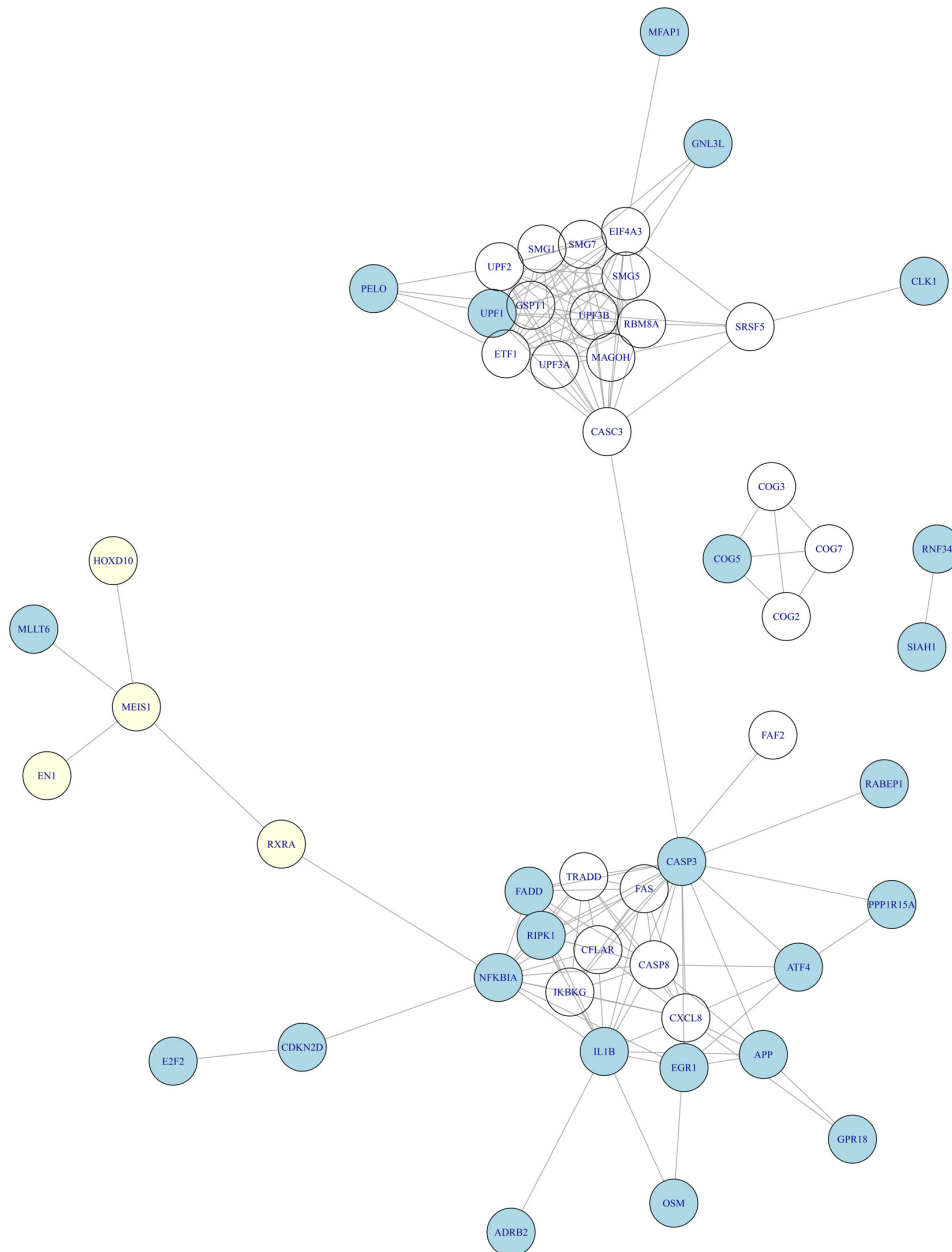 MFAP1
GNL3L
EIF4A3
SMG7
SMG1
UPF2
SMG5
CLK1
PELO
GSPT1
UPF1
UPF3B
RBM8A
SRSF5
ETF1
MAGOH
UPF3A
CASC3
COG3
COG7
RNF34
COG5
HOXD10
COG2
MLLT6
SIAH1
MEIS1
FAF2
EN1
RABEP1
RXRA
CASP3
TRADD
FADD
FAS
PPP1R15A
RIPK1
CFLAR
CASP8
ATF4
NFKBIA
IKBKG
CXCL8
CDKN2D
IL1B
APP
E2F2
EGR1
GPR18
OSM
ADRB2